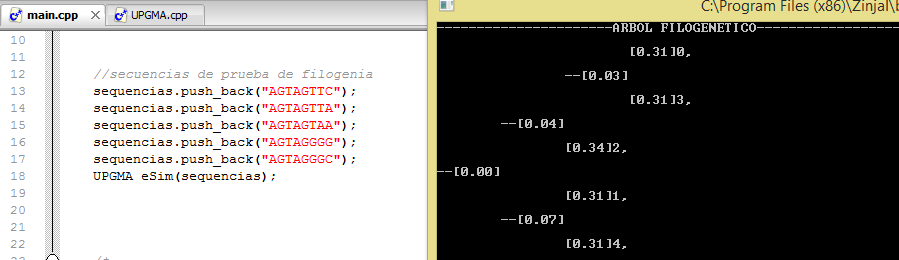 main.cpp
UPGMA.cpp
10
11
12 //secuencias de prueba de filogenia
13 sequencias.push_back("AGTAGTTC");
14 sequencias.push_back("AGTAGTTA");
15 sequencias.push_back("AGTAGTAA");
16 sequencias.push_back("AGTAGGGG");
17 sequencias.push_back("AGTAGGGC");
18 UPGMA eSim(sequencias);
19
20
21
22
C:\Program Files (x86)\ZinjaI\b
ARBOL FILOGENETICO
[0.31]0,
--[0.03]
[0.31]3,
--[0.04]
[0.34]2,
--[0.00]
[0.31]1,
--[0.07]
[0.31]4,